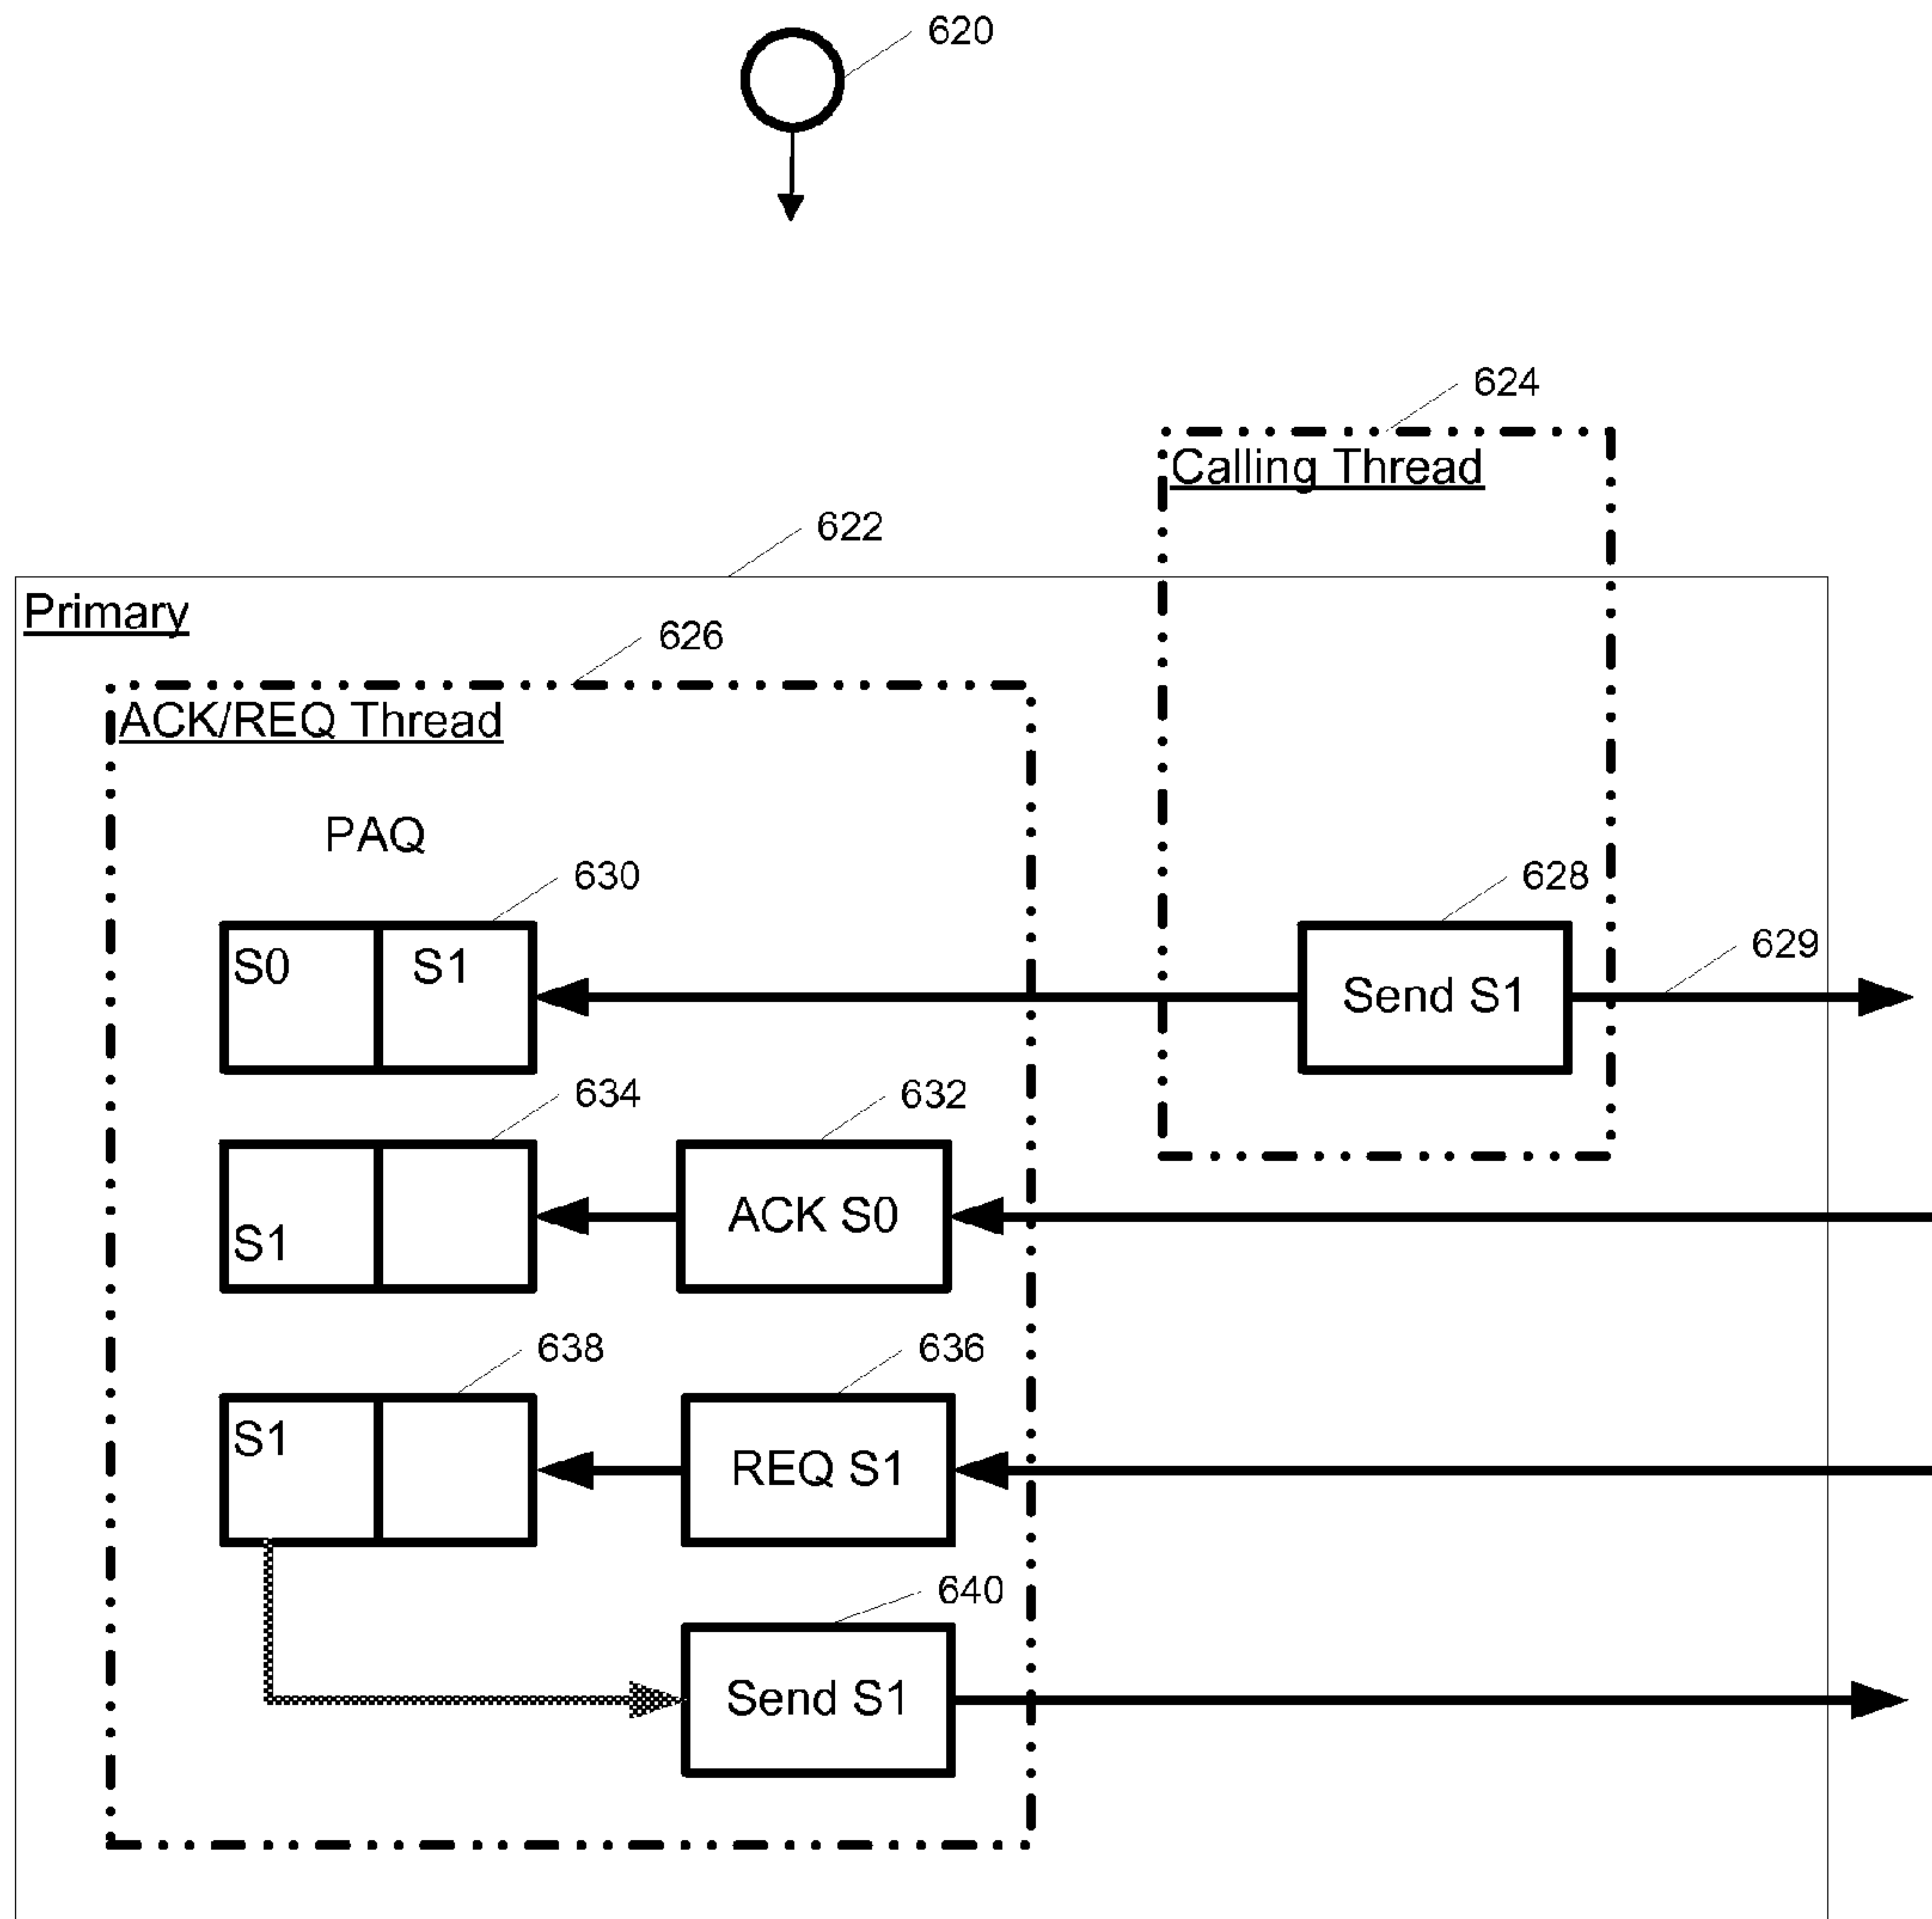 620
624
Calling Thread
622
Primary
626
ACK/REQ Thread
PAQ
630
628
629
S0 S1
Send S1
634
632
S1
ACK S0
638
636
S1
REQ S1
640
Send S1